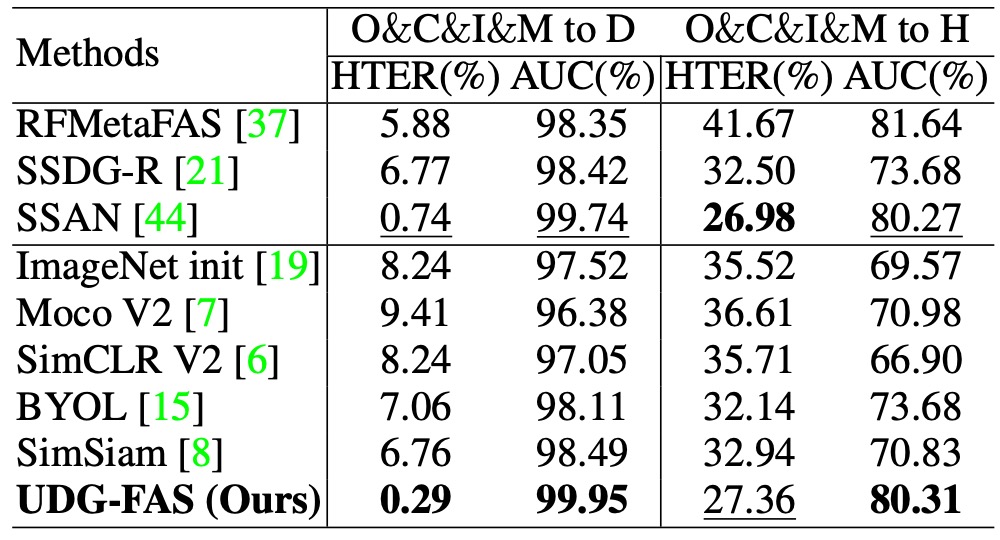 Methods O&C&I&M to D O&C&I&M to H
HTER(%) AUC(%) HTER(%) AUC(%)
RFMetaFAS [37] 5.88 98.35 41.67 81.64
SSDG-R [21] 6.77 98.42 32.50 73.68
SSAN [44] 0.74 99.74 26.98 80.27
ImageNet init [19] 8.24 97.52 35.52 69.57
Moco V2 [7] 9.41 96.38 36.61 70.98
SimCLR V2 [6] 8.24 97.05 35.71 66.90
BYOL [15] 7.06 98.11 32.14 73.68
SimSiam [8] 6.76 98.49 32.94 70.83
UDG-FAS (Ours) 0.29 99.95 27.36 80.31